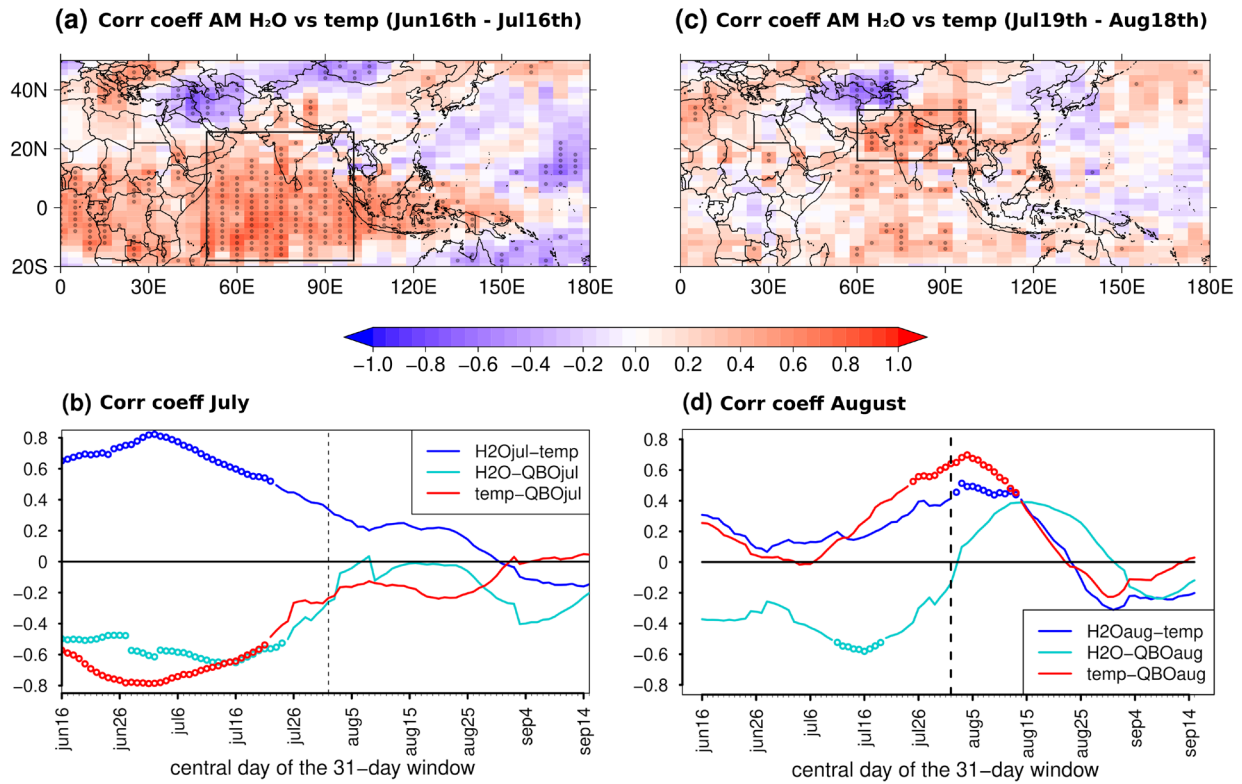 (a) Corr coeff AM H₂O vs temp (Jun16th - Jul16th)
(c) Corr coeff AM H₂O vs temp (Jul19th - Aug18th)
40N
20N
0
20S
0 30E 60E 90E 120E 150E 180E
40N
20N
0
20S
0 30E 60E 90E 120E 150E 180E
−1.0 −0.8 −0.6 −0.4 −0.2 0.0 0.2 0.4 0.6 0.8 1.0
(b) Corr coeff July
0.8
0.6
0.4
0.2
0
−0.2
−0.4
−0.6
−0.8
H2Ojul−temp
H2O−QBOjul
temp−QBOjul
jun16 jun26 jul6 jul16 jul26 aug5 aug15 aug25 sep4 sep14
central day of the 31−day window
(d) Corr coeff August
0.8
0.6
0.4
0.2
0
−0.2
−0.4
−0.6
−0.8
H2Oaug−temp
H2O−QBOaug
temp−QBOaug
jun16 jun26 jul6 jul16 jul26 aug5 aug15 aug25 sep4 sep14
central day of the 31−day window